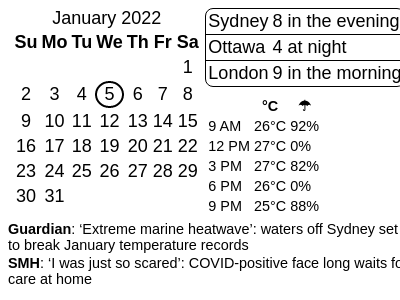 January 2022
Su Mo Tu We Th Fr Sa
1
2 3 4 5 6 7 8
9 10 11 12 13 14 15
16 17 18 19 20 21 22
23 24 25 26 27 28 29
30 31
Sydney 8 in the evening
Ottawa 4 at night
London 9 in the morning
°C ☂
9 AM 26°C 92%
12 PM 27°C 0%
3 PM 27°C 82%
6 PM 26°C 0%
9 PM 25°C 88%
Guardian: ‘Extreme marine heatwave’: waters off Sydney set
to break January temperature records
SMH: ‘I was just so scared’: COVID-positive face long waits
care at home